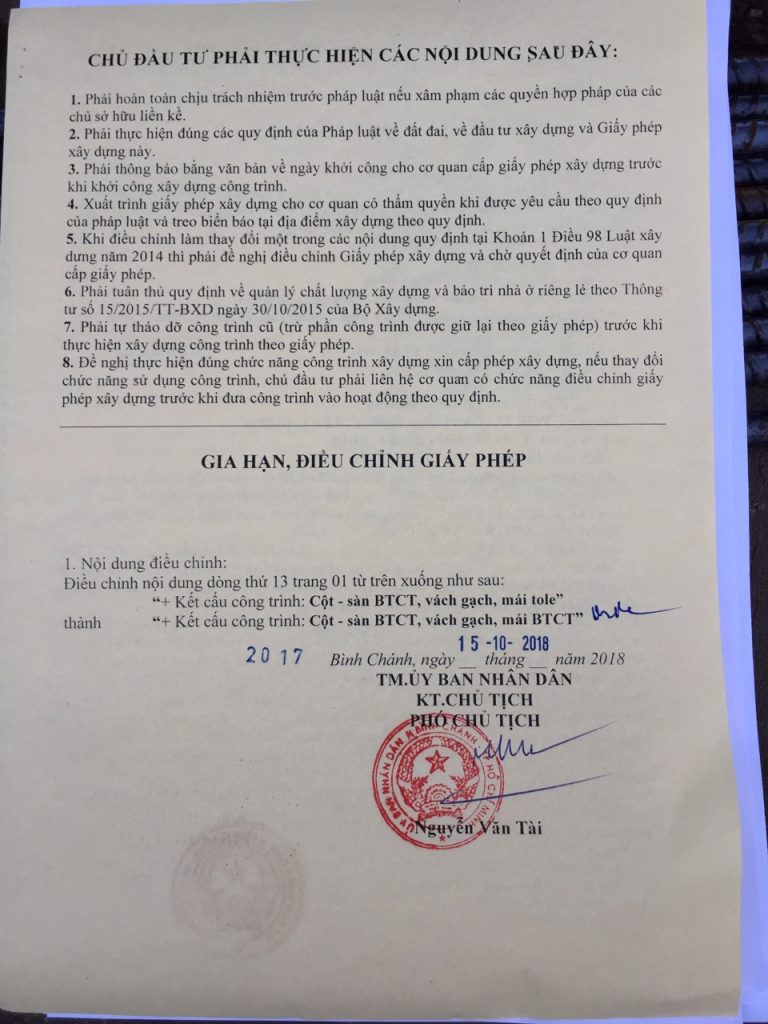 CHỦ ĐẦU TƯ PHẢI THỰC HIỆN CÁC NỘI DUNG SAU ĐÂY:
1. Phải hoàn toàn chịu trách nhiệm trước pháp luật nếu xâm phạm các quyền hợp pháp của các
chủ sở hữu liền kề.
2. Phải thực hiện đúng các quy định của Pháp luật về đất đai, về đầu tư xây dựng và Giấy phép
xây dựng này.
3. Phải thông báo bằng văn bản về ngày khởi công cho cơ quan cấp giấy phép xây dựng trước
khi khởi công xây dựng công trình.
4. Xuất trình giấy phép xây dựng cho cơ quan có thẩm quyền khi được yêu cầu theo quy định
của pháp luật và treo biển báo tại địa điểm xây dựng theo quy định.
5. Khi điều chỉnh làm thay đổi một trong các nội dung quy định tại Khoản 1 Điều 98 Luật xây
dưng năm 2014 thì phải đề nghị điều chỉnh Giấy phép xây dựng và chờ quyết định của cơ quan
cấp giấy phép.
6. Phải tuân thủ quy định về quản lý chất lượng xây dựng và bảo trì nhà ở riêng lẻ theo Thông
tư số 15/2015/TT-BXD ngày 30/10/2015 của Bộ Xây dựng.
7. Phải tự tháo dỡ công trình cũ (trừ phần công trình được giữ lại theo giấy phép) trước khi
thực hiện xây dựng công trình theo giấy phép.
8. Đề nghị thực hiện đúng chức năng công trình xây dựng xin cấp phép xây dựng, nếu thay đổi
chức năng sử dụng công trình, chủ đầu tư phải liên hệ cơ quan có chức năng điều chỉnh giấy
phép xây dựng trước khi đưa công trình vào hoạt động theo quy định.
GIA HẠN, ĐIỀU CHỈNH GIẤY PHÉP
1. Nội dung điều chỉnh:
Điều chỉnh nội dung dòng thứ 13 trang 01 từ trên xuống như sau:
“+ Kết cấu công trình: Cột - sàn BTCT, vách gạch, mái tole”
thành “+ Kết cấu công trình: Cột - sàn BTCT, vách gạch, mái BTCT”
15 -10- 2018
2017 Bình Chánh, ngày __ tháng __ năm 2018
TM.ỦY BAN NHÂN DÂN
KT.CHỦ TỊCH
PHÓ CHỦ TỊCH
ỦY BAN NHÂN DÂN H.BÌNH CHÁNH T.P HỒ CHÍ MINH
Nguyễn Văn Tài